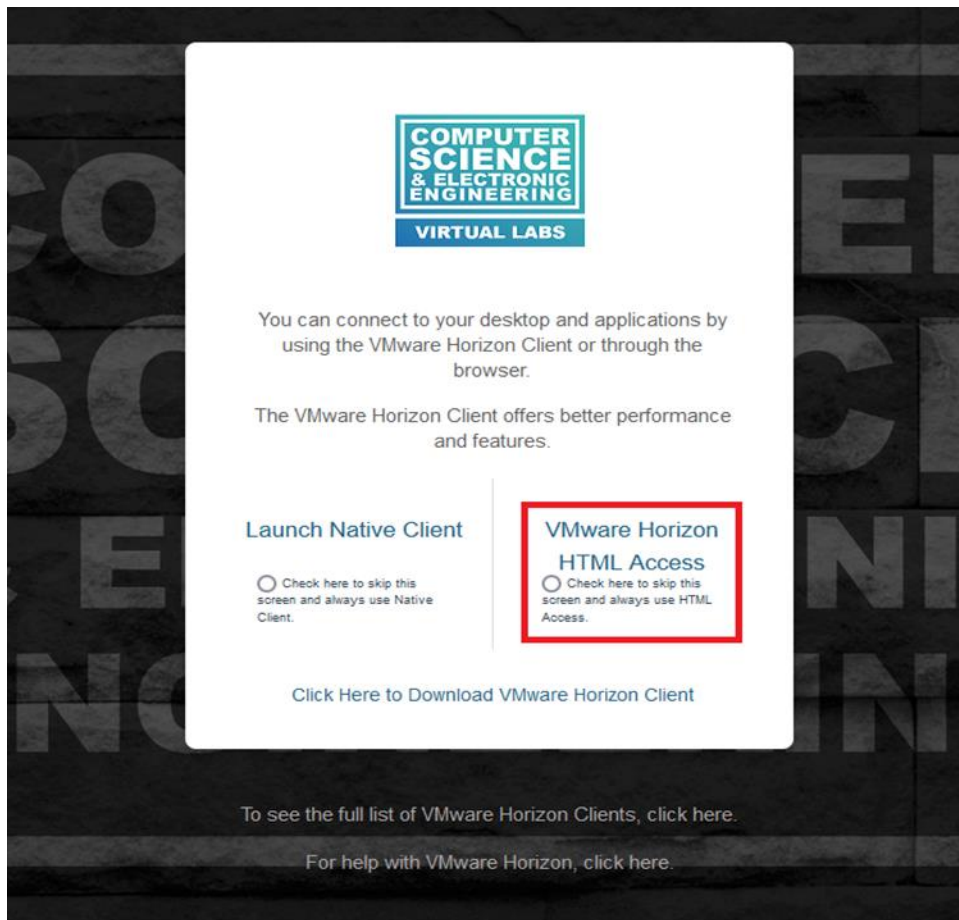 COMPUTER
SCIENCE
& ELECTRONIC
ENGINEERING
VIRTUAL LABS
You can connect to your desktop and applications by
using the VMware Horizon Client or through the
browser.
The VMware Horizon Client offers better performance
and features.
Launch Native Client
Check here to skip this
screen and always use Native
Client.
VMware Horizon
HTML Access
Check here to skip this
screen and always use HTML
Access.
Click Here to Download VMware Horizon Client
To see the full list of VMware Horizon Clients, click here.
For help with VMware Horizon, click here.